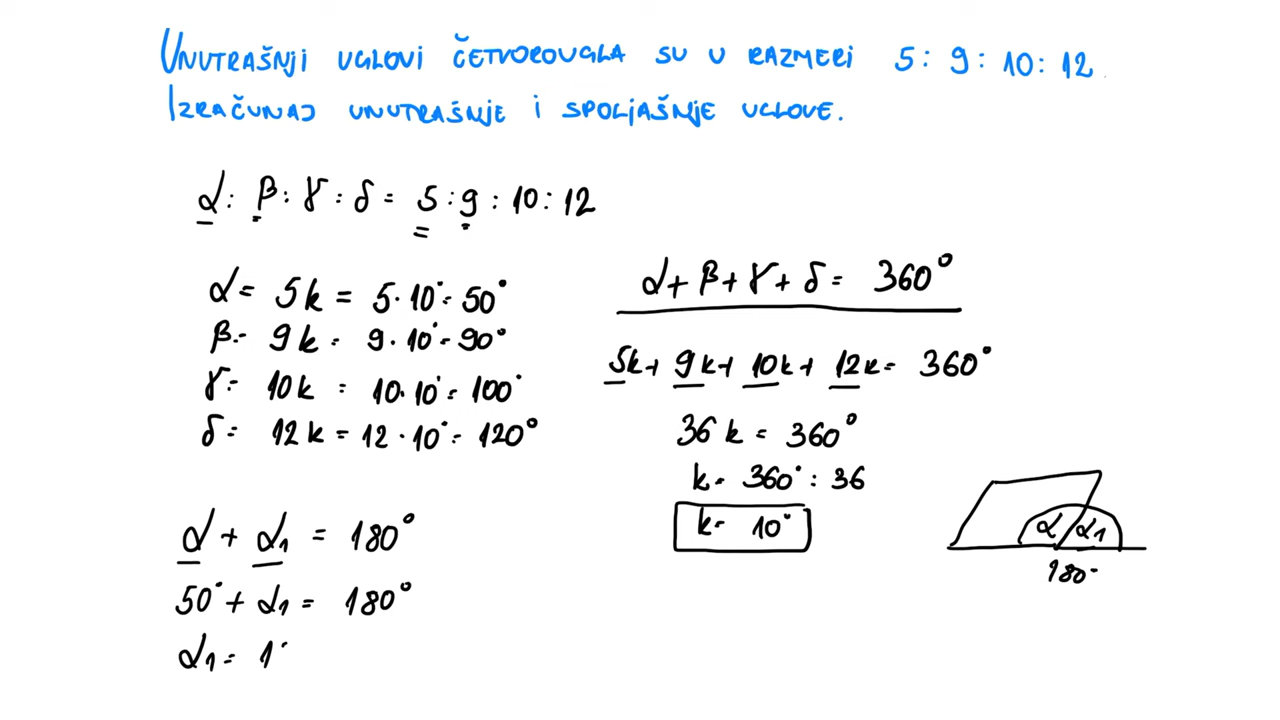 UNUTRAŠNJI UGLOVI ČETVOROUGLA SU U RAZMERI 5:9:10:12
IZRAČUNAJ UNUTRAŠNJE I SPOLJAŠNJE UGLOVE.
α:β:γ:δ = 5:9:10:12
α = 5k = 5·10° = 50°
β = 9k = 9·10° = 90°
γ = 10k = 10·10° = 100°
δ = 12k = 12·10° = 120°
α+β+γ+δ = 360°
5k+9k+10k+12k = 360°
36k = 360°
k = 360° : 36
k = 10°
α + α1 = 180°
50° + α1 = 180°
α1 = 1
α α1
180°